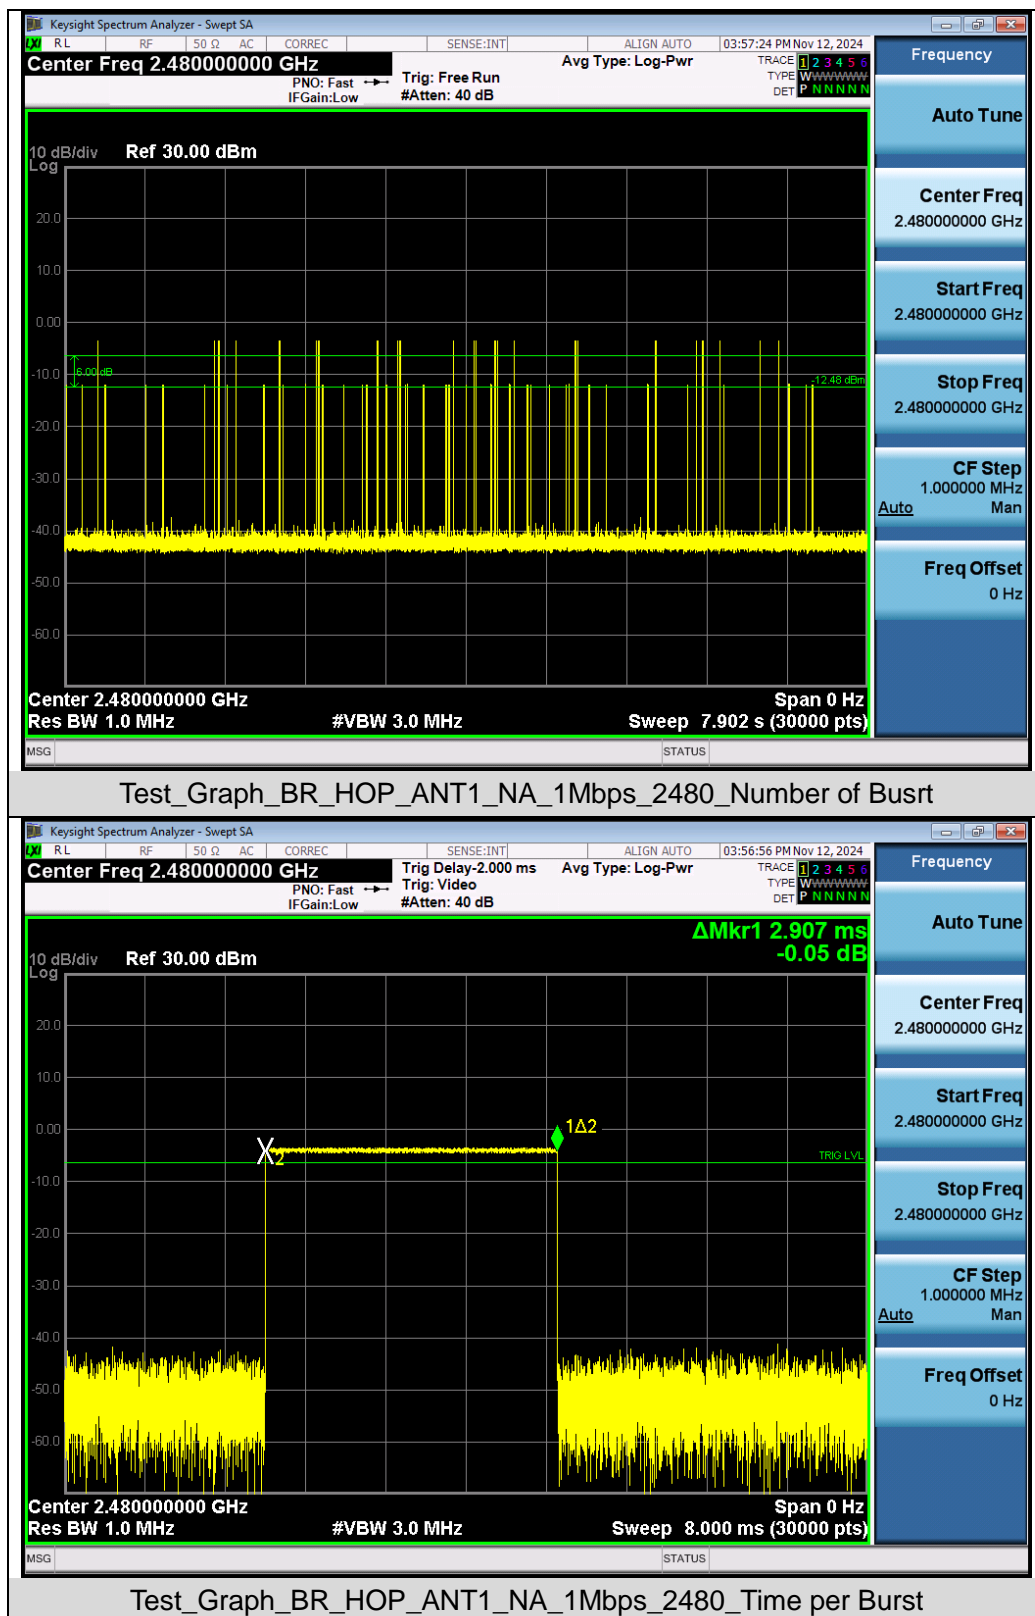 Keysight Spectrum Analyzer - Swept SA
LXI RL RF 50 Ω AC CORREC SENSE:INT ALIGN AUTO 03:57:24 PM Nov 12, 2024
Center Freq 2.480000000 GHz
PNO: Fast
IFGain:Low
Trig: Free Run
#Atten: 40 dB
Avg Type: Log-Pwr
TRACE 1 2 3 4 5 6
TYPE WWWWWW
DET P N N N N N
10 dB/div Ref 30.00 dBm
Log
20.0
10.0
0.00
6.00 dB
-10.0
-12.48 dBm
-20.0
-30.0
-40.0
-50.0
-60.0
Center 2.480000000 GHz Span 0 Hz
Res BW 1.0 MHz #VBW 3.0 MHz Sweep 7.902 s (30000 pts)
MSG STATUS
Frequency
Auto Tune
Center Freq
2.480000000 GHz
Start Freq
2.480000000 GHz
Stop Freq
2.480000000 GHz
CF Step
1.000000 MHz
Auto Man
Freq Offset
0 Hz
Test_Graph_BR_HOP_ANT1_NA_1Mbps_2480_Number of Busrt
Keysight Spectrum Analyzer - Swept SA
LXI RL RF 50 Ω AC CORREC SENSE:INT ALIGN AUTO 03:56:56 PM Nov 12, 2024
Center Freq 2.480000000 GHz
PNO: Fast
IFGain:Low
Trig Delay-2.000 ms
Trig: Video
#Atten: 40 dB
Avg Type: Log-Pwr
TRACE 1 2 3 4 5 6
TYPE WWWWWW
DET P N N N N N
ΔMkr1 2.907 ms
-0.05 dB
10 dB/div Ref 30.00 dBm
Log
20.0
10.0
0.00
1Δ2
2
TRIG LVL
-10.0
-20.0
-30.0
-40.0
-50.0
-60.0
Center 2.480000000 GHz Span 0 Hz
Res BW 1.0 MHz #VBW 3.0 MHz Sweep 8.000 ms (30000 pts)
MSG STATUS
Frequency
Auto Tune
Center Freq
2.480000000 GHz
Start Freq
2.480000000 GHz
Stop Freq
2.480000000 GHz
CF Step
1.000000 MHz
Auto Man
Freq Offset
0 Hz
Test_Graph_BR_HOP_ANT1_NA_1Mbps_2480_Time per Burst